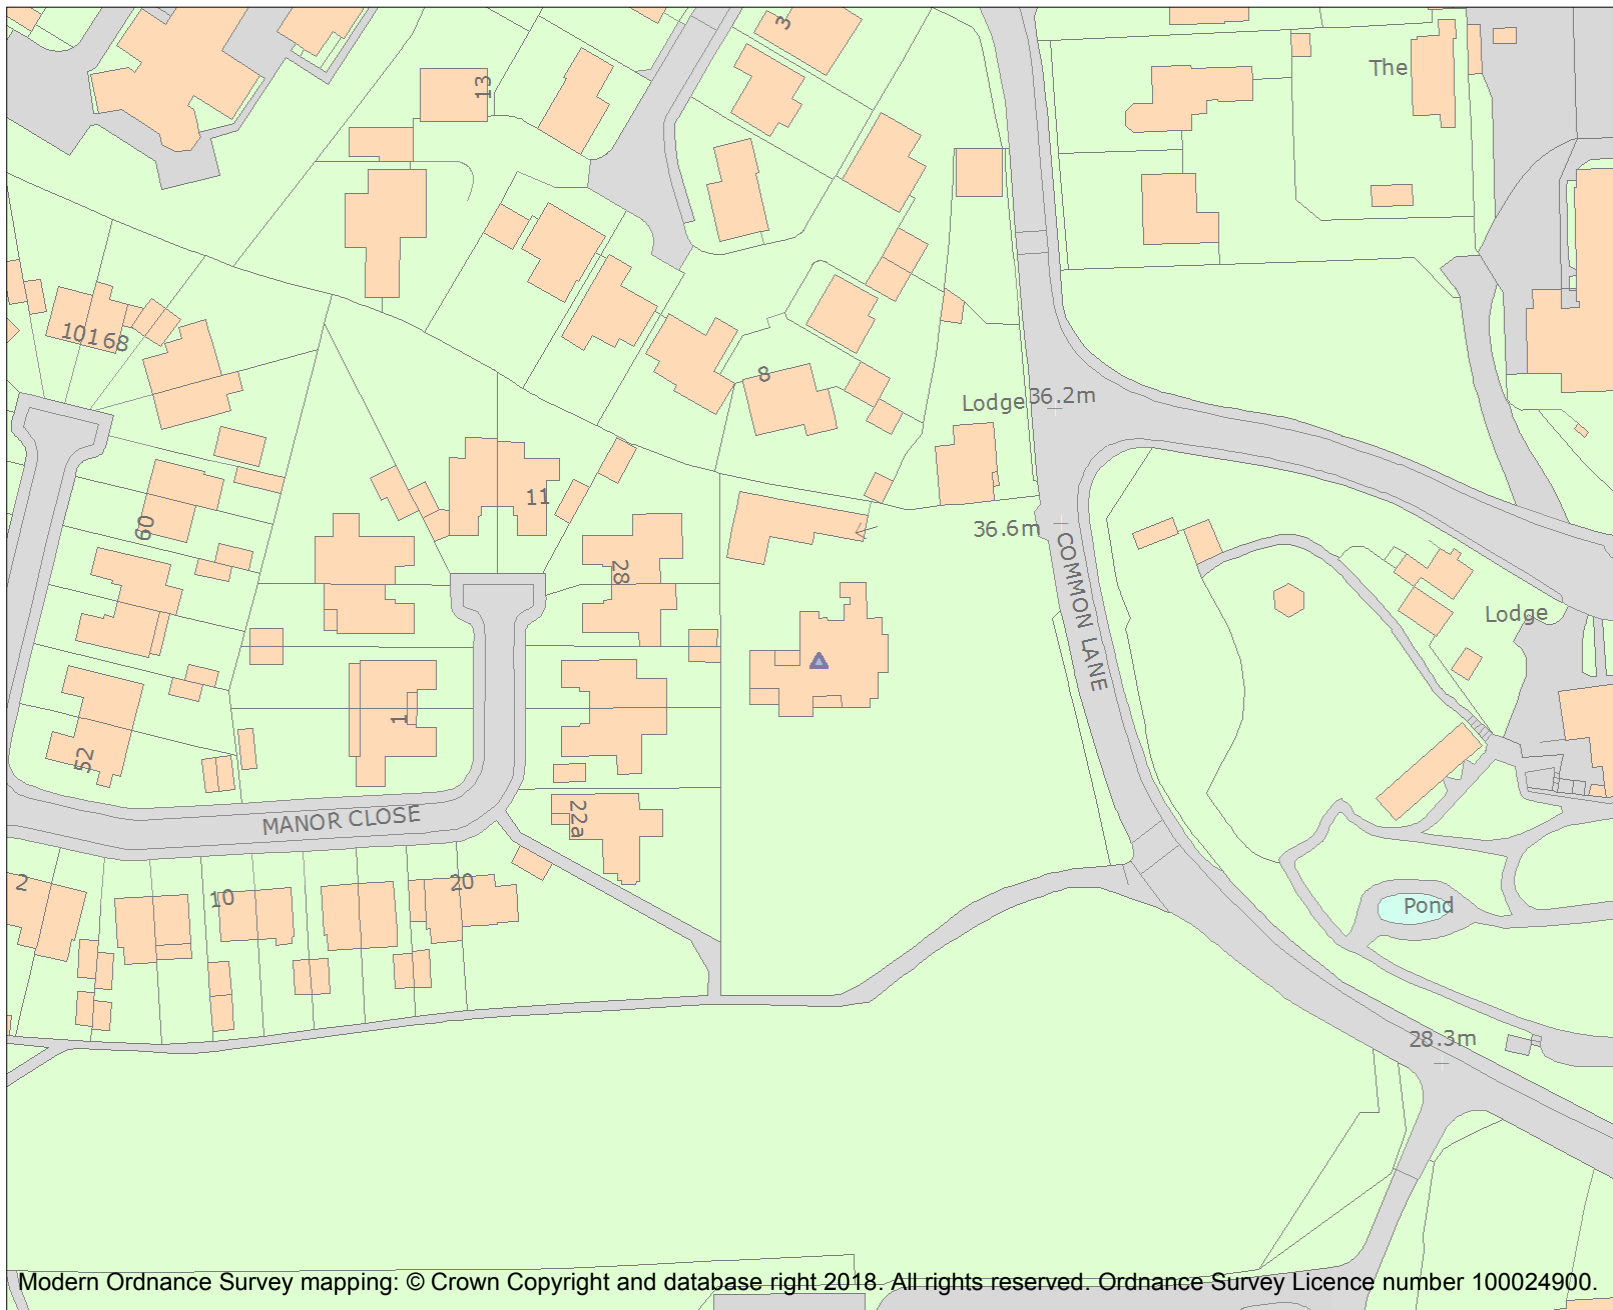 3
The
13
101 68
8
Lodge
36.2m
11
60
36.6m
COMMON LANE
28
Lodge
1
52
22a
MANOR CLOSE
2
10
20
Pond
28.3m
Modern Ordnance Survey mapping: © Crown Copyright and database right 2018. All rights reserved. Ordnance Survey Licence number 100024900.